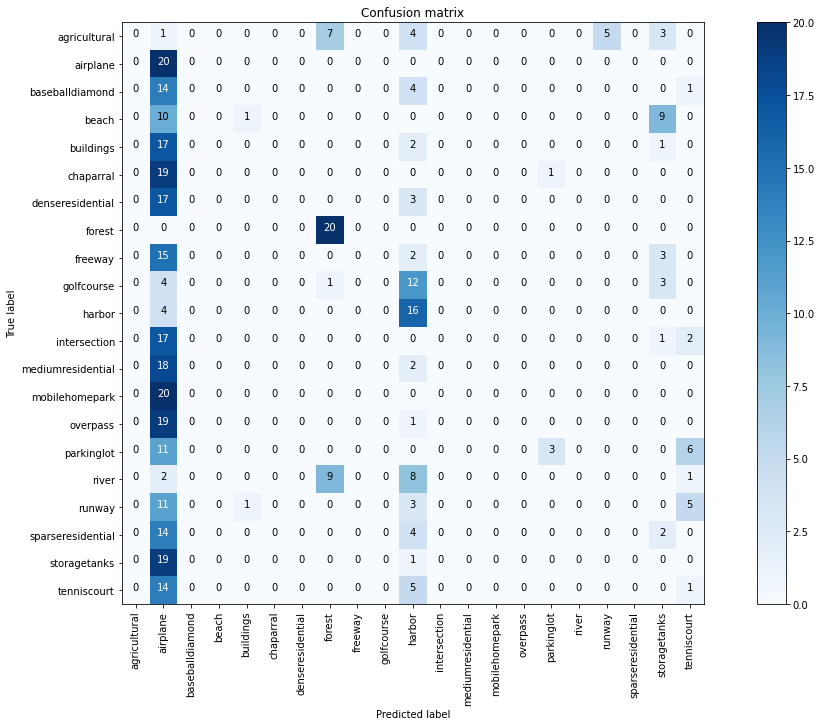 Confusion matrix
agricultural 0 1 0 0 0 0 0 7 0 0 4 0 0 0 0 0 0 5 0 3 0
airplane 0 20 0 0 0 0 0 0 0 0 0 0 0 0 0 0 0 0 0 0 0
baseballdiamond 0 14 0 0 0 0 0 0 0 0 4 0 0 0 0 0 0 0 0 0 1
beach 0 10 0 0 1 0 0 0 0 0 0 0 0 0 0 0 0 0 0 9 0
buildings 0 17 0 0 0 0 0 0 0 0 2 0 0 0 0 0 0 0 0 1 0
chaparral 0 19 0 0 0 0 0 0 0 0 0 0 0 0 0 1 0 0 0 0 0
denseresidential 0 17 0 0 0 0 0 0 0 0 3 0 0 0 0 0 0 0 0 0 0
forest 0 0 0 0 0 0 0 20 0 0 0 0 0 0 0 0 0 0 0 0 0
freeway 0 15 0 0 0 0 0 0 0 0 2 0 0 0 0 0 0 0 0 3 0
golfcourse 0 4 0 0 0 0 0 1 0 0 12 0 0 0 0 0 0 0 0 3 0
harbor 0 4 0 0 0 0 0 0 0 0 16 0 0 0 0 0 0 0 0 0 0
intersection 0 17 0 0 0 0 0 0 0 0 0 0 0 0 0 0 0 0 0 1 2
mediumresidential 0 18 0 0 0 0 0 0 0 0 2 0 0 0 0 0 0 0 0 0 0
mobilehomepark 0 20 0 0 0 0 0 0 0 0 0 0 0 0 0 0 0 0 0 0 0
overpass 0 19 0 0 0 0 0 0 0 0 1 0 0 0 0 0 0 0 0 0 0
parkinglot 0 11 0 0 0 0 0 0 0 0 0 0 0 0 0 3 0 0 0 0 6
river 0 2 0 0 0 0 0 9 0 0 8 0 0 0 0 0 0 0 0 0 1
runway 0 11 0 0 1 0 0 0 0 0 3 0 0 0 0 0 0 0 0 0 5
sparseresidential 0 14 0 0 0 0 0 0 0 0 4 0 0 0 0 0 0 0 0 2 0
storagetanks 0 19 0 0 0 0 0 0 0 0 1 0 0 0 0 0 0 0 0 0 0
tenniscourt 0 14 0 0 0 0 0 0 0 0 5 0 0 0 0 0 0 0 0 0 1
True label
agricultural
airplane
baseballdiamond
beach
buildings
chaparral
denseresidential
forest
freeway
golfcourse
harbor
intersection
mediumresidential
mobilehomepark
overpass
parkinglot
river
runway
sparseresidential
storagetanks
tenniscourt
Predicted label
20.0
17.5
15.0
12.5
10.0
7.5
5.0
2.5
0.0